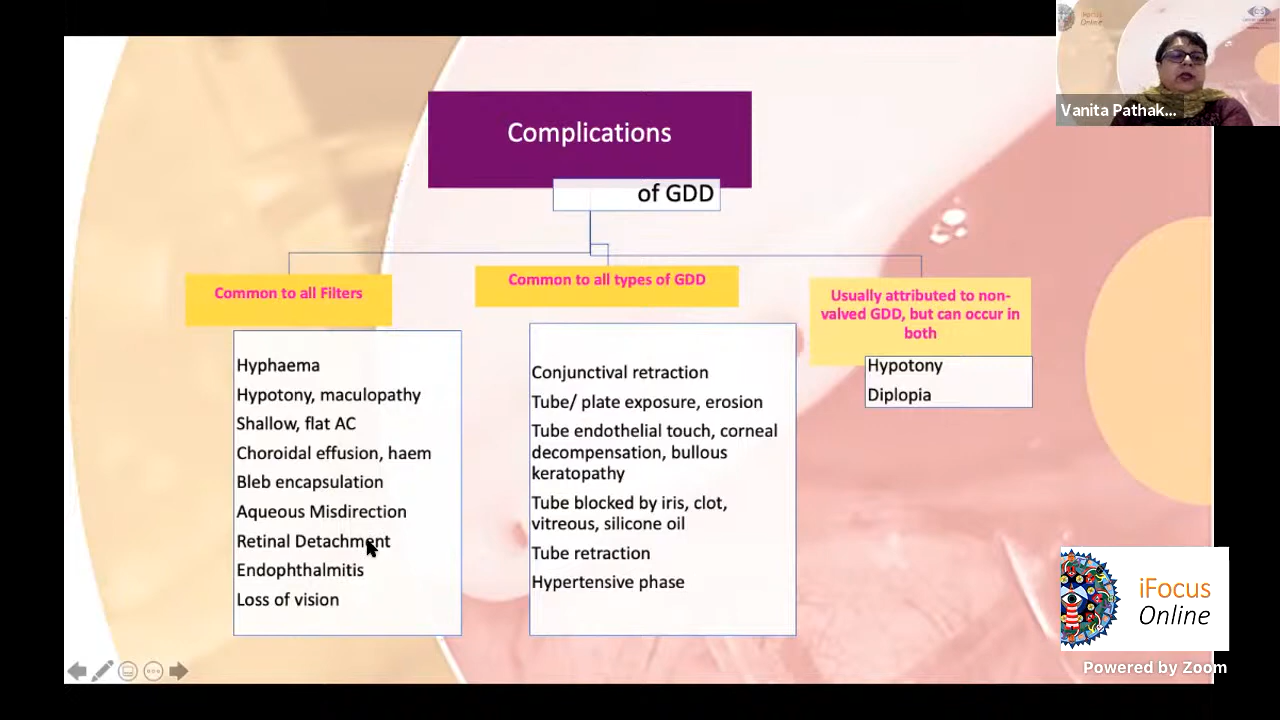 iFocus
Online
Vanita Pathak...
Complications
of GDD
Common to all Filters
Hyphaema
Hypotony, maculopathy
Shallow, flat AC
Choroidal effusion, haem
Bleb encapsulation
Aqueous Misdirection
Retinal Detachment
Endophthalmitis
Loss of vision
Common to all types of GDD
Conjunctival retraction
Tube/ plate exposure, erosion
Tube endothelial touch, corneal
decompensation, bullous
keratopathy
Tube blocked by iris, clot,
vitreous, silicone oil
Tube retraction
Hypertensive phase
Usually attributed to non-
valved GDD, but can occur in
both
Hypotony
Diplopia
iFocus
Online
Powered by Zoom